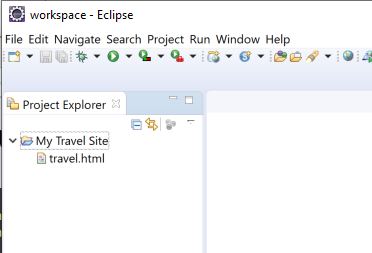 workspace - Eclipse
File Edit Navigate Search Project Run Window Help
Project Explorer
My Travel Site
travel.html